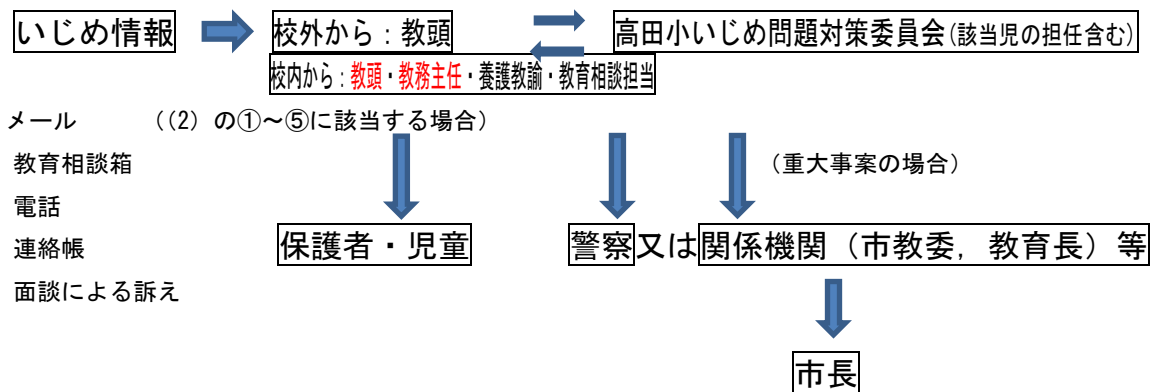 いじめ情報 校外から：教頭 高田小いじめ問題対策委員会（該当児の担任含む）
校内から：教頭・教務主任・養護教諭・教育相談担当
メール （（2）の①～⑤に該当する場合）
教育相談箱 （重大事案の場合）
電話
連絡帳 保護者・児童 警察又は関係機関（市教委，教育長）等
面談による訴え
市長